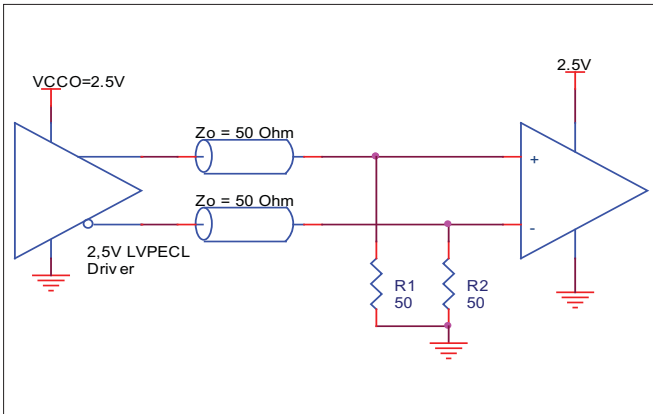 VCCO=2.5V
2.5V
Zo = 50 Ohm
+
Zo = 50 Ohm
-
2,5V LVPECL
Driver
R1
50
R2
50